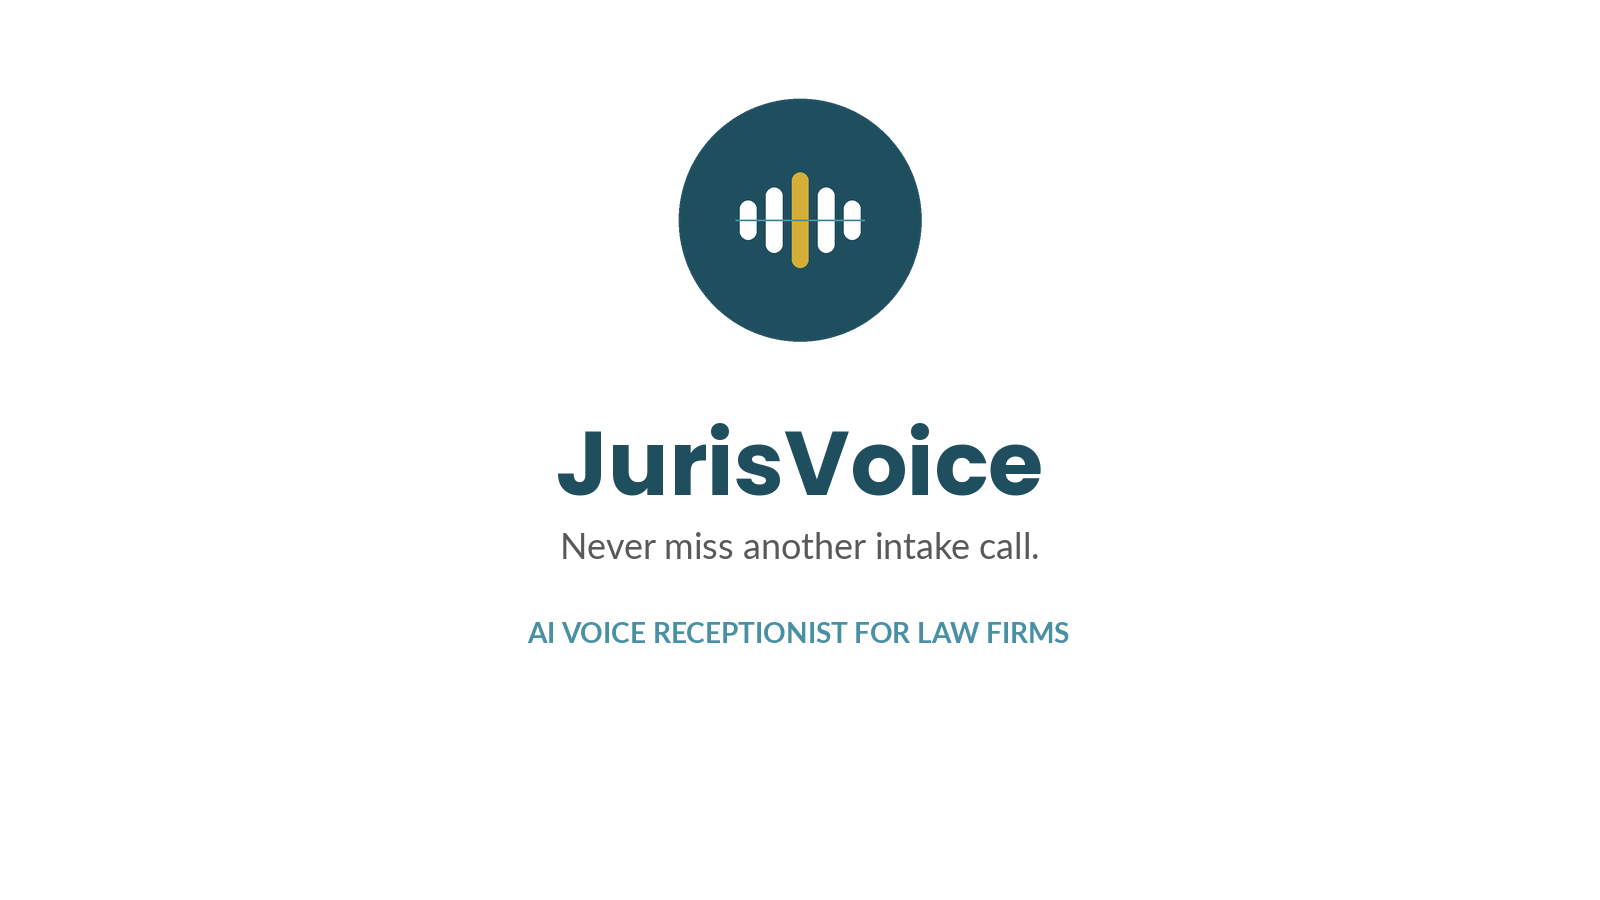 JurisVoice
Never miss another intake call.
AI VOICE RECEPTIONIST FOR LAW FIRMS